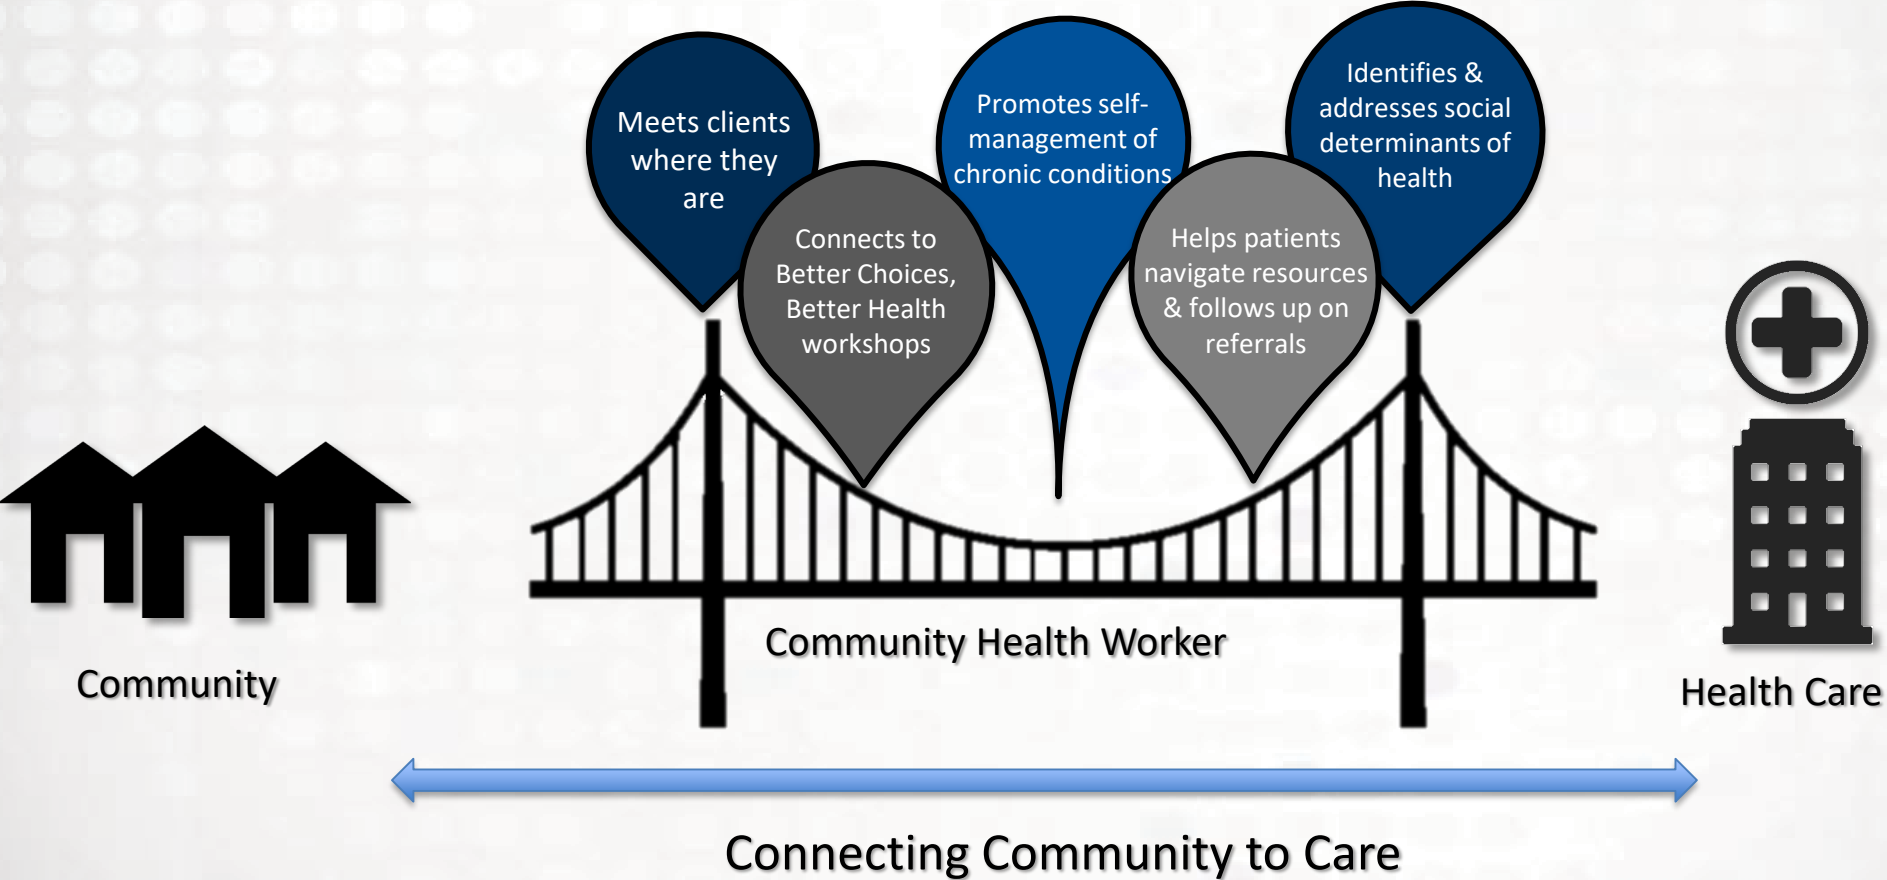 Meets clients
where they
are
Connects to
Better Choices,
Better Health
workshops
Promotes self-
management of
chronic conditions
Helps patients
navigate resources
& follows up on
referrals
Identifies &
addresses social
determinants of
health
Community
Community Health Worker
Health Care
Connecting Community to Care